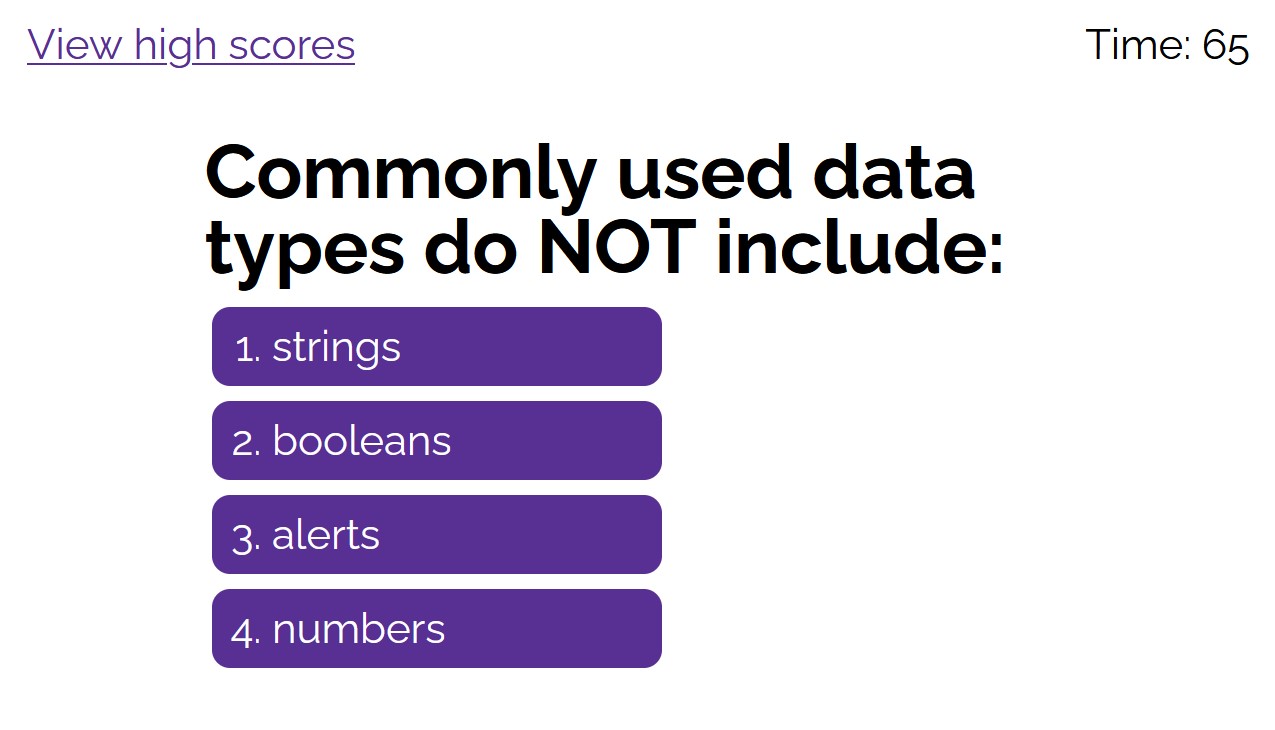 View high scores
Time: 65
Commonly used data
types do NOT include:
1. strings
2. booleans
3. alerts
4. numbers